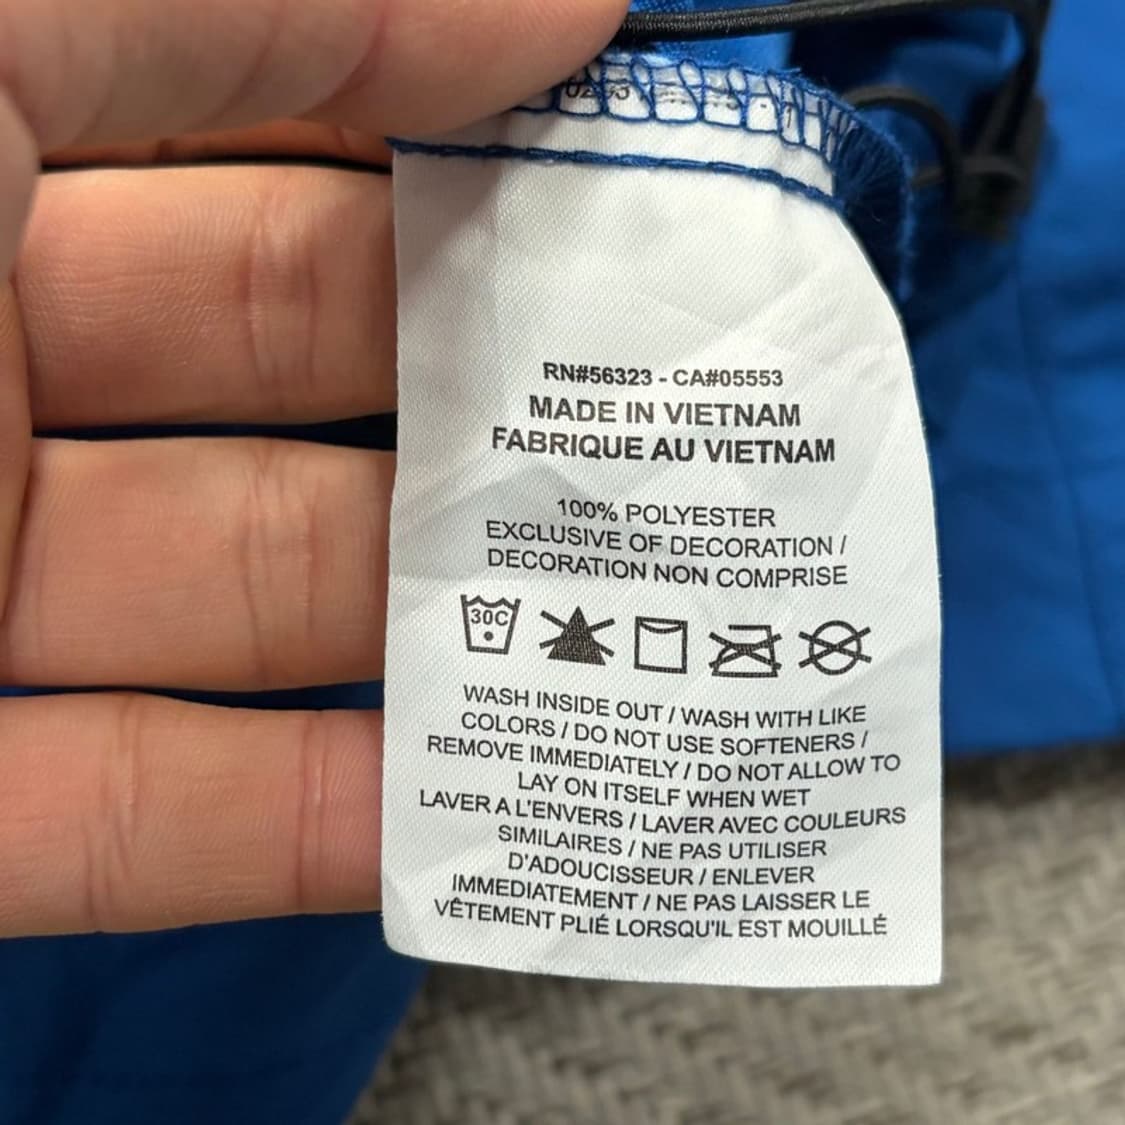 RN#56323 - CA#05553
MADE IN VIETNAM
FABRIQUE AU VIETNAM
100% POLYESTER
EXCLUSIVE OF DECORATION /
DECORATION NON COMPRISE
30C
WASH INSIDE OUT / WASH WITH LIKE
COLORS / DO NOT USE SOFTENERS /
REMOVE IMMEDIATELY / DO NOT ALLOW TO
LAY ON ITSELF WHEN WET
LAVER A L'ENVERS / LAVER AVEC COULEURS
SIMILAIRES / NE PAS UTILISER
D'ADOUCISSEUR / ENLEVER
IMMEDIATEMENT / NE PAS LAISSER LE
VÊTEMENT PLIÉ LORSQU'IL EST MOUILLÉ